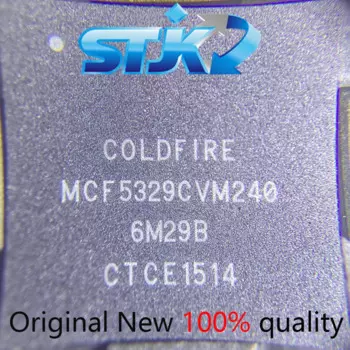 STJK
COLDFIRE
MCF5329CVM240
6M29B
CTCE1514
Original New 100% quality